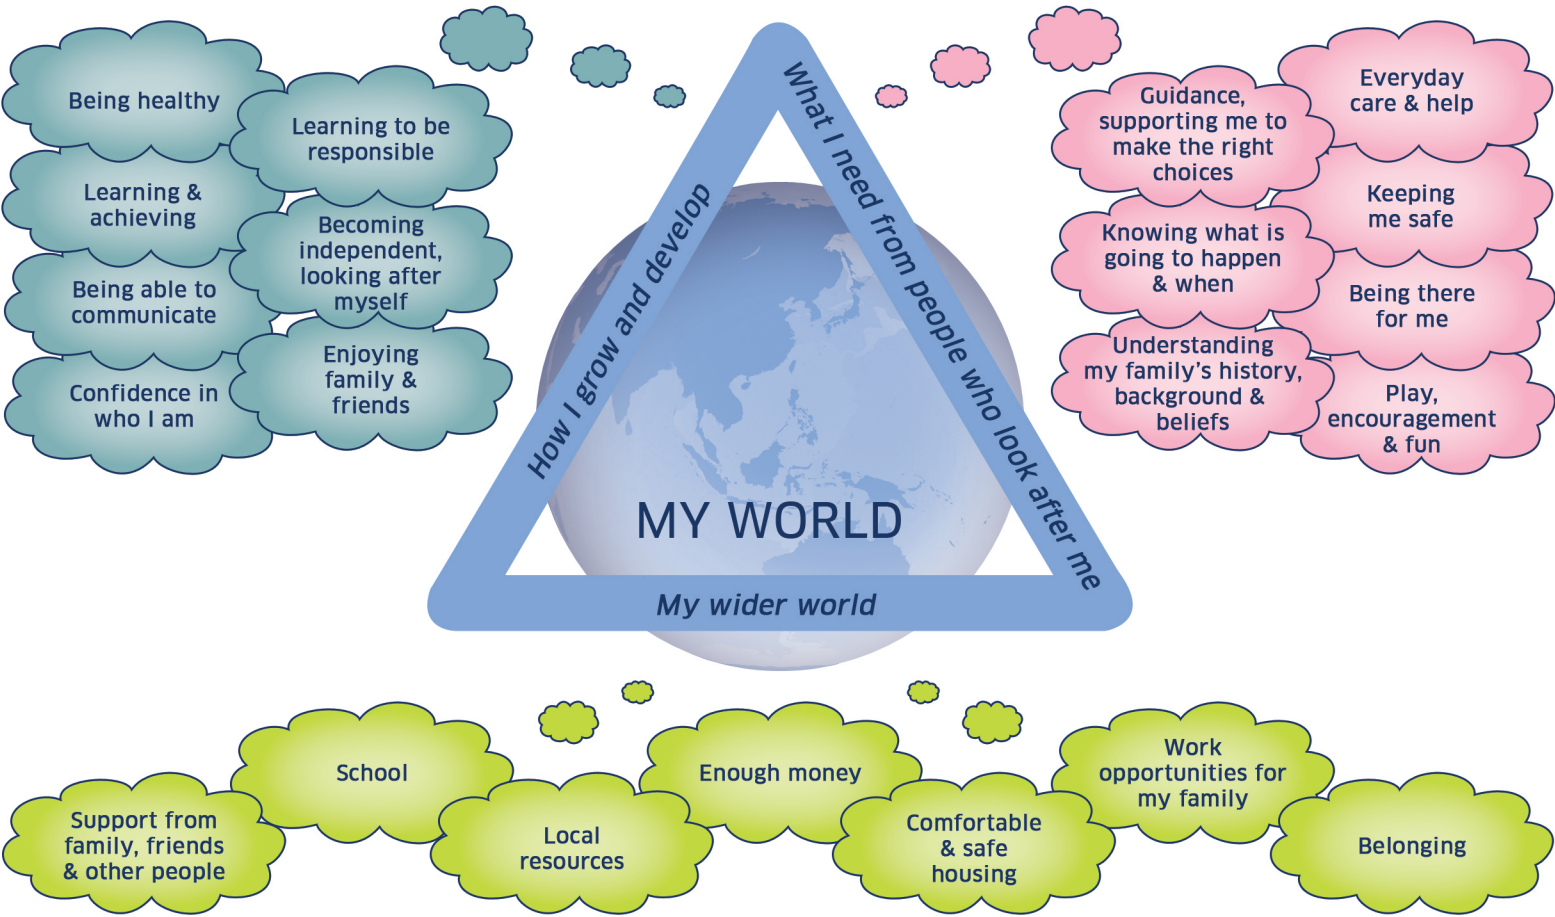 Being healthy
Learning &
achieving
Being able to
communicate
Confidence in
who I am
Learning to be
responsible
Becoming
independent,
looking after
myself
Enjoying
family &
friends
How I grow and develop
What I need from people who look after me
MY WORLD
My wider world
Guidance,
supporting me to
make the right
choices
Knowing what is
going to happen
& when
Understanding
my family's history,
background &
beliefs
Everyday
care & help
Keeping
me safe
Being there
for me
Play,
encouragement
& fun
Support from
family, friends
& other people
School
Local
resources
Enough money
Comfortable
& safe
housing
Work
opportunities for
my family
Belonging